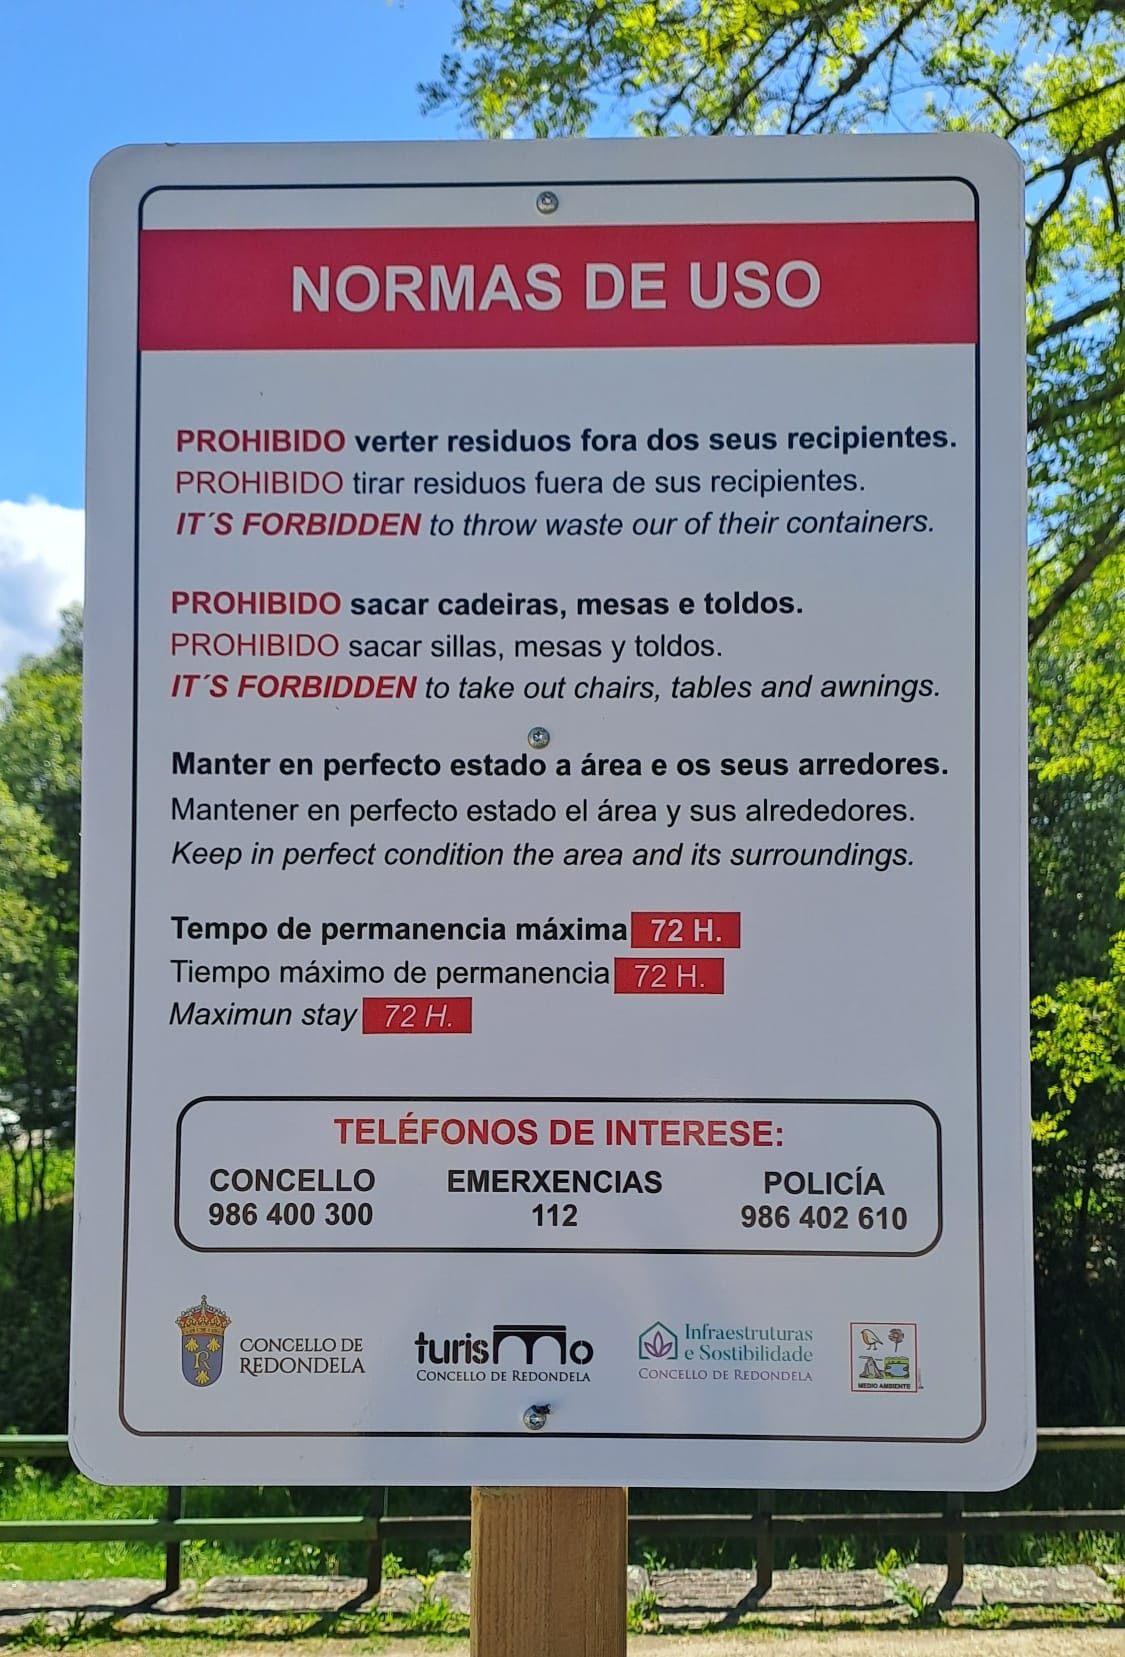 NORMAS DE USO
PROHIBIDO verter residuos fora dos seus recipientes.
PROHIBIDO tirar residuos fuera de sus recipientes.
IT´S FORBIDDEN to throw waste our of their containers.
PROHIBIDO sacar cadeiras, mesas e toldos.
PROHIBIDO sacar sillas, mesas y toldos.
IT´S FORBIDDEN to take out chairs, tables and awnings.
Manter en perfecto estado a área e os seus arredores.
Mantener en perfecto estado el área y sus alrededores.
Keep in perfect condition the area and its surroundings.
Tempo de permanencia máxima 72 H.
Tiempo máximo de permanencia 72 H.
Maximun stay 72 H.
TELÉFONOS DE INTERESE:
CONCELLO EMERXENCIAS POLICÍA
986 400 300 112 986 402 610
CONCELLO DE
REDONDELA
turismo
CONCELLO DE REDONDELA
Infraestruturas
e Sostibilidade
CONCELLO DE REDONDELA
MEDIO AMBIENTE